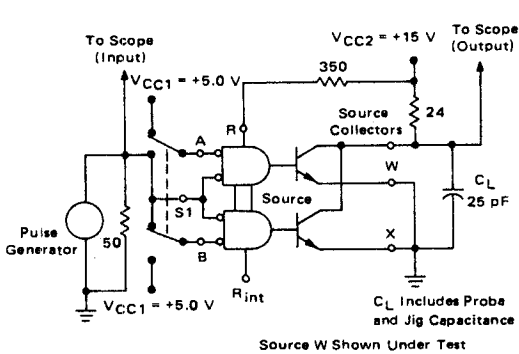 To Scope
(Input)
VCC1 = +5.0 V
VCC2 = +15 V
To Scope
(Output)
350
24
R
Source
Collectors
A
W
S1
Source
CL
25 pF
Pulse
Generator
50
B
X
VCC1 = +5.0 V
Rint
CL Includes Probe
and Jig Capacitance
Source W Shown Under Test